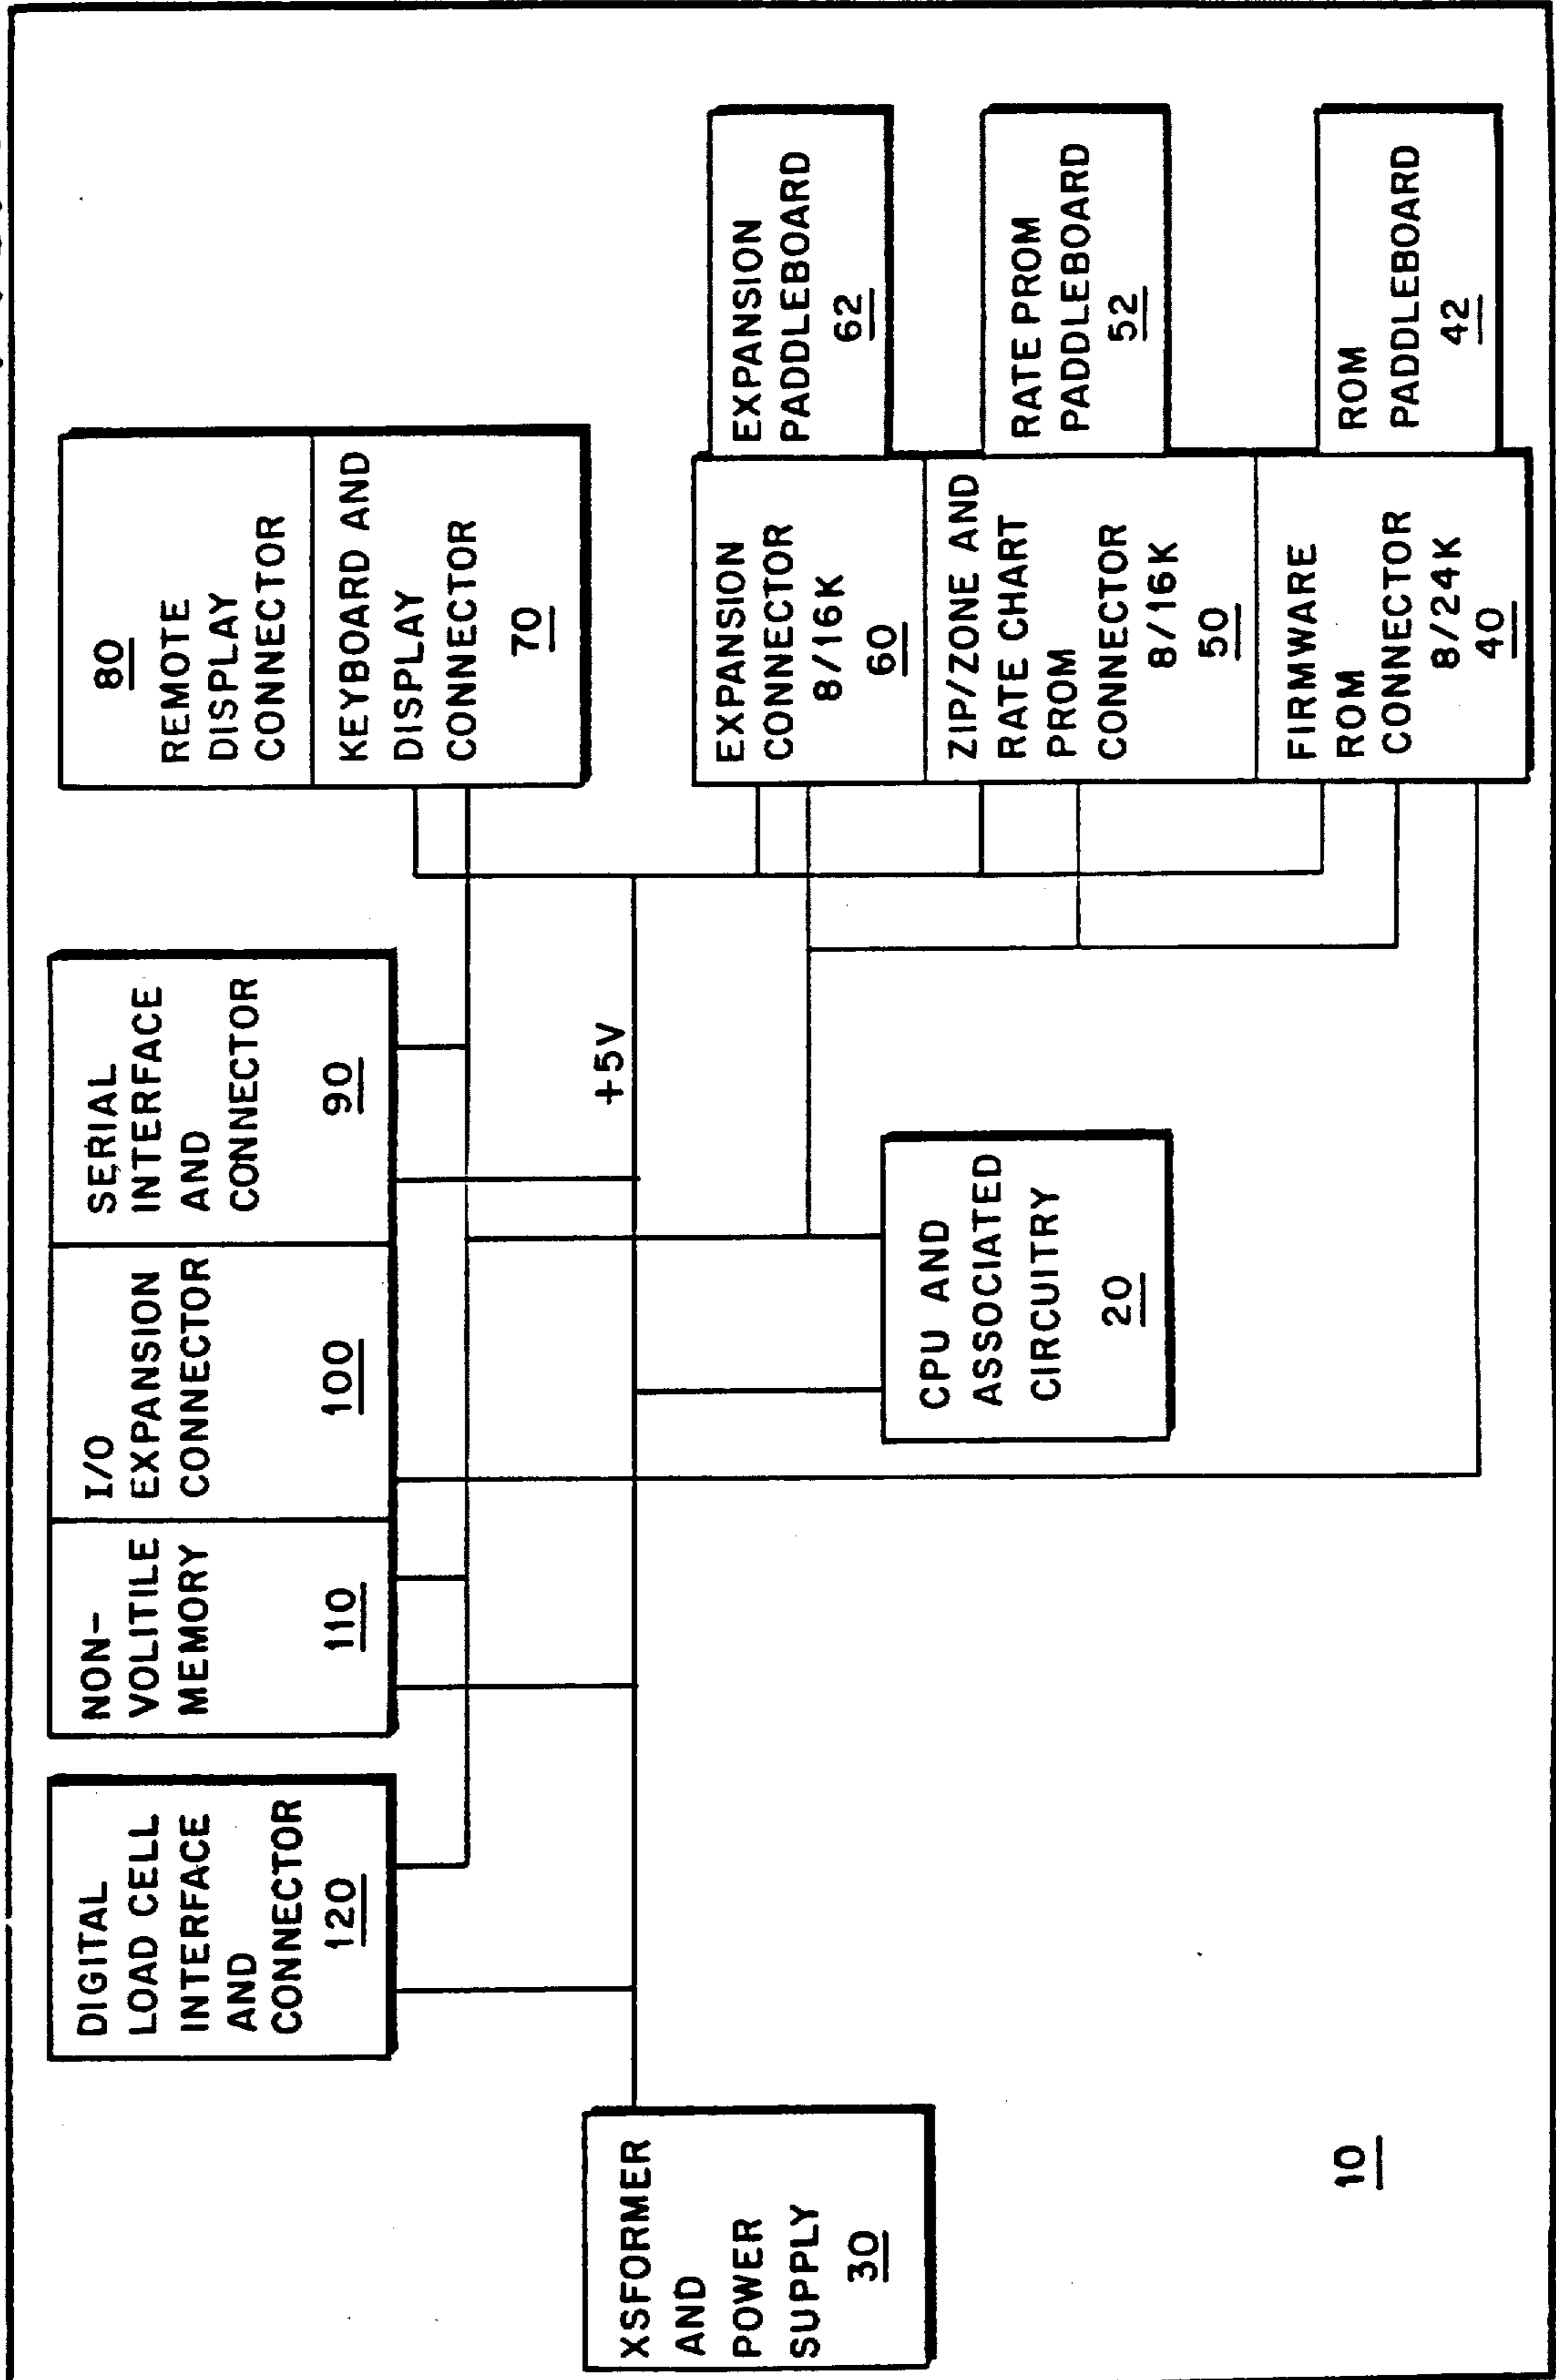 DIGITAL
LOAD CELL
INTERFACE
AND
CONNECTOR
120
NON-
VOLITILE
MEMORY
110
I/O
EXPANSION
CONNECTOR
100
SERIAL
INTERFACE
AND
CONNECTOR
90
80
REMOTE
DISPLAY
CONNECTOR
KEYBOARD AND
DISPLAY
CONNECTOR
70
XSFORMER
AND
POWER
SUPPLY
30
+5V
CPU AND
ASSOCIATED
CIRCUITRY
20
EXPANSION
CONNECTOR
8/16K
60
EXPANSION
PADDLEBOARD
62
ZIP/ZONE AND
RATE CHART
PROM
CONNECTOR
8/16K
50
RATE PROM
PADDLEBOARD
52
FIRMWARE
ROM
CONNECTOR
8/24K
40
ROM
PADDLEBOARD
42
10